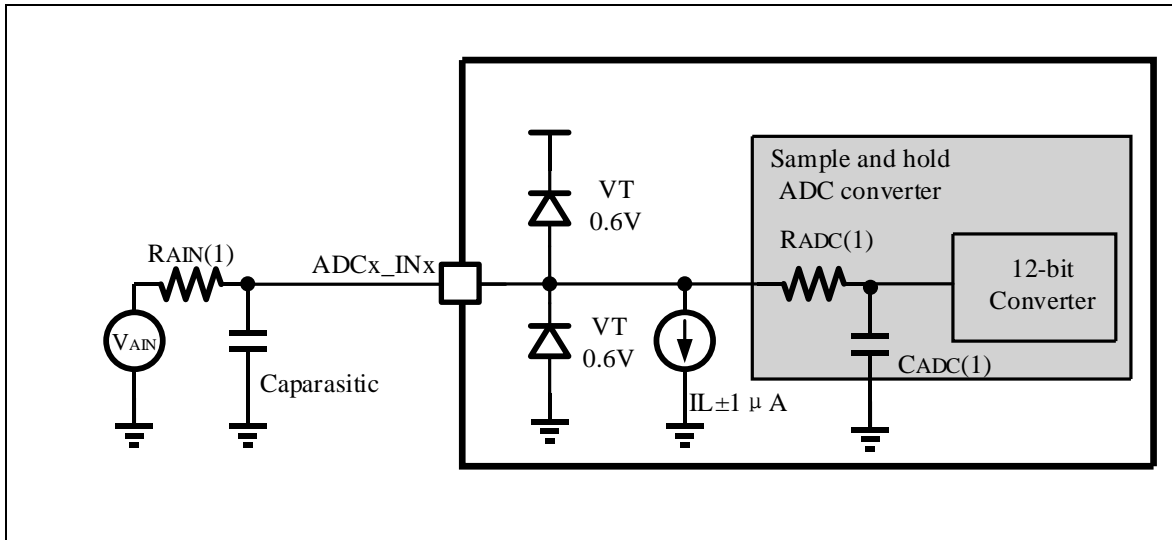 Sample and hold
ADC converter
VT
0.6V
RAIN(1)
ADCx_INx
RADC(1)
12-bit
Converter
VAIN
VT
0.6V
Caparasitic
IL±1 μ A
CADC(1)